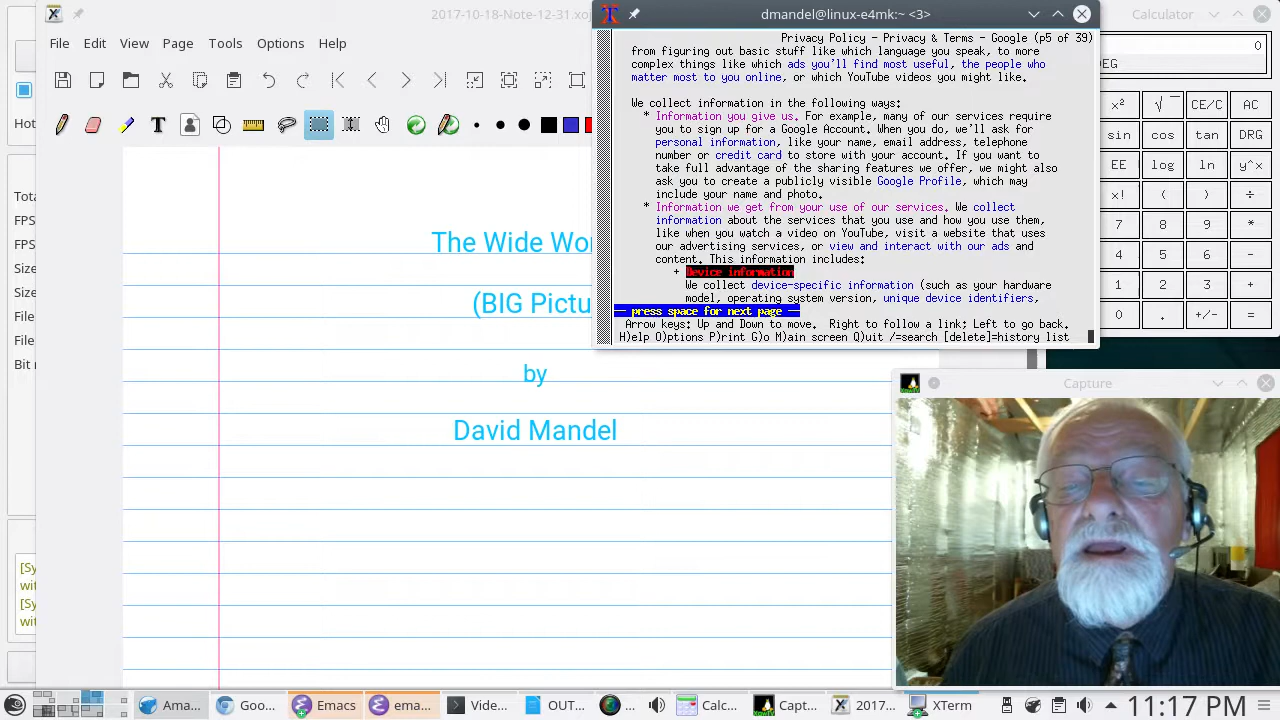 2017-10-18-Note-12-31.xoj
File Edit View Page Tools Options Help
Hot
Tota
FPS
FPS
Size
Size
File
File
Bit r
[Sy
wit
[Sy
wit
The Wide Wor
(BIG Pictu
by
David Mandel
dmandel@linux-e4mk:~ <3>
Privacy Policy – Privacy & Terms – Google (p5 of 39)
from figuring out basic stuff like which language you speak, to more
complex things like which ads you'll find most useful, the people who
matter most to you online, or which YouTube videos you might like.
We collect information in the following ways:
* Information you give us. For example, many of our services require
you to sign up for a Google Account. When you do, we'll ask for
personal information, like your name, email address, telephone
number or credit card to store with your account. If you want to
take full advantage of the sharing features we offer, we might also
ask you to create a publicly visible Google Profile, which may
include your name and photo.
* Information we get from your use of our services. We collect
information about the services that you use and how you use them,
like when you watch a video on YouTube, visit a website that uses
our advertising services, or view and interact with our ads and
content. This information includes:
+ Device information
We collect device-specific information (such as your hardware
model, operating system version, unique device identifiers,
-- press space for next page --
Arrow keys: Up and Down to move. Right to follow a link; Left to go back.
H)elp O)ptions P)rint G)o M)ain screen Q)uit /=search [delete]=history list
Calculator
0
DEG
x² √ CE/C AC
sin cos tan DRG
EE log ln y^x
x! ( ) ÷
7 8 9 *
4 5 6 -
1 2 3 +
0 . +/- =
Capture
Ama... Goo... Emacs ema... Vide... OUT... ... Calc... Capt... 2017... XTerm 11:17 PM